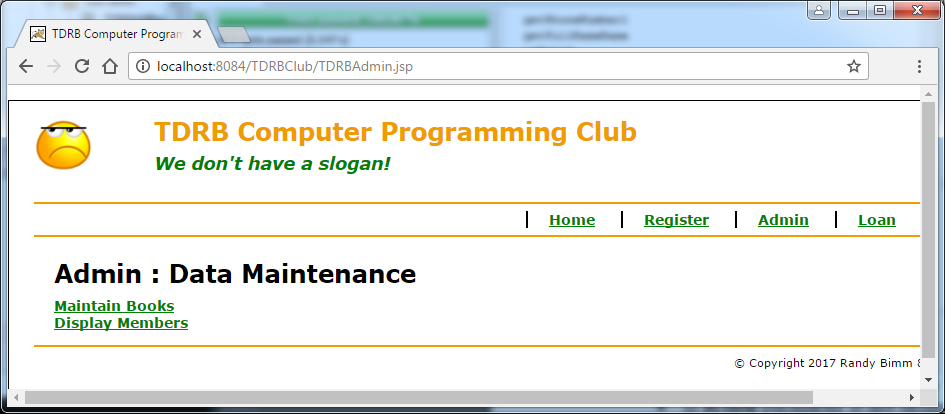 TDRB Computer Program
localhost:8084/TDRBClub/TDRBAdmin.jsp
TDRB Computer Programming Club
We don't have a slogan!
Home Register Admin Loan
Admin : Data Maintenance
Maintain Books
Display Members
© Copyright 2017 Randy Bimm